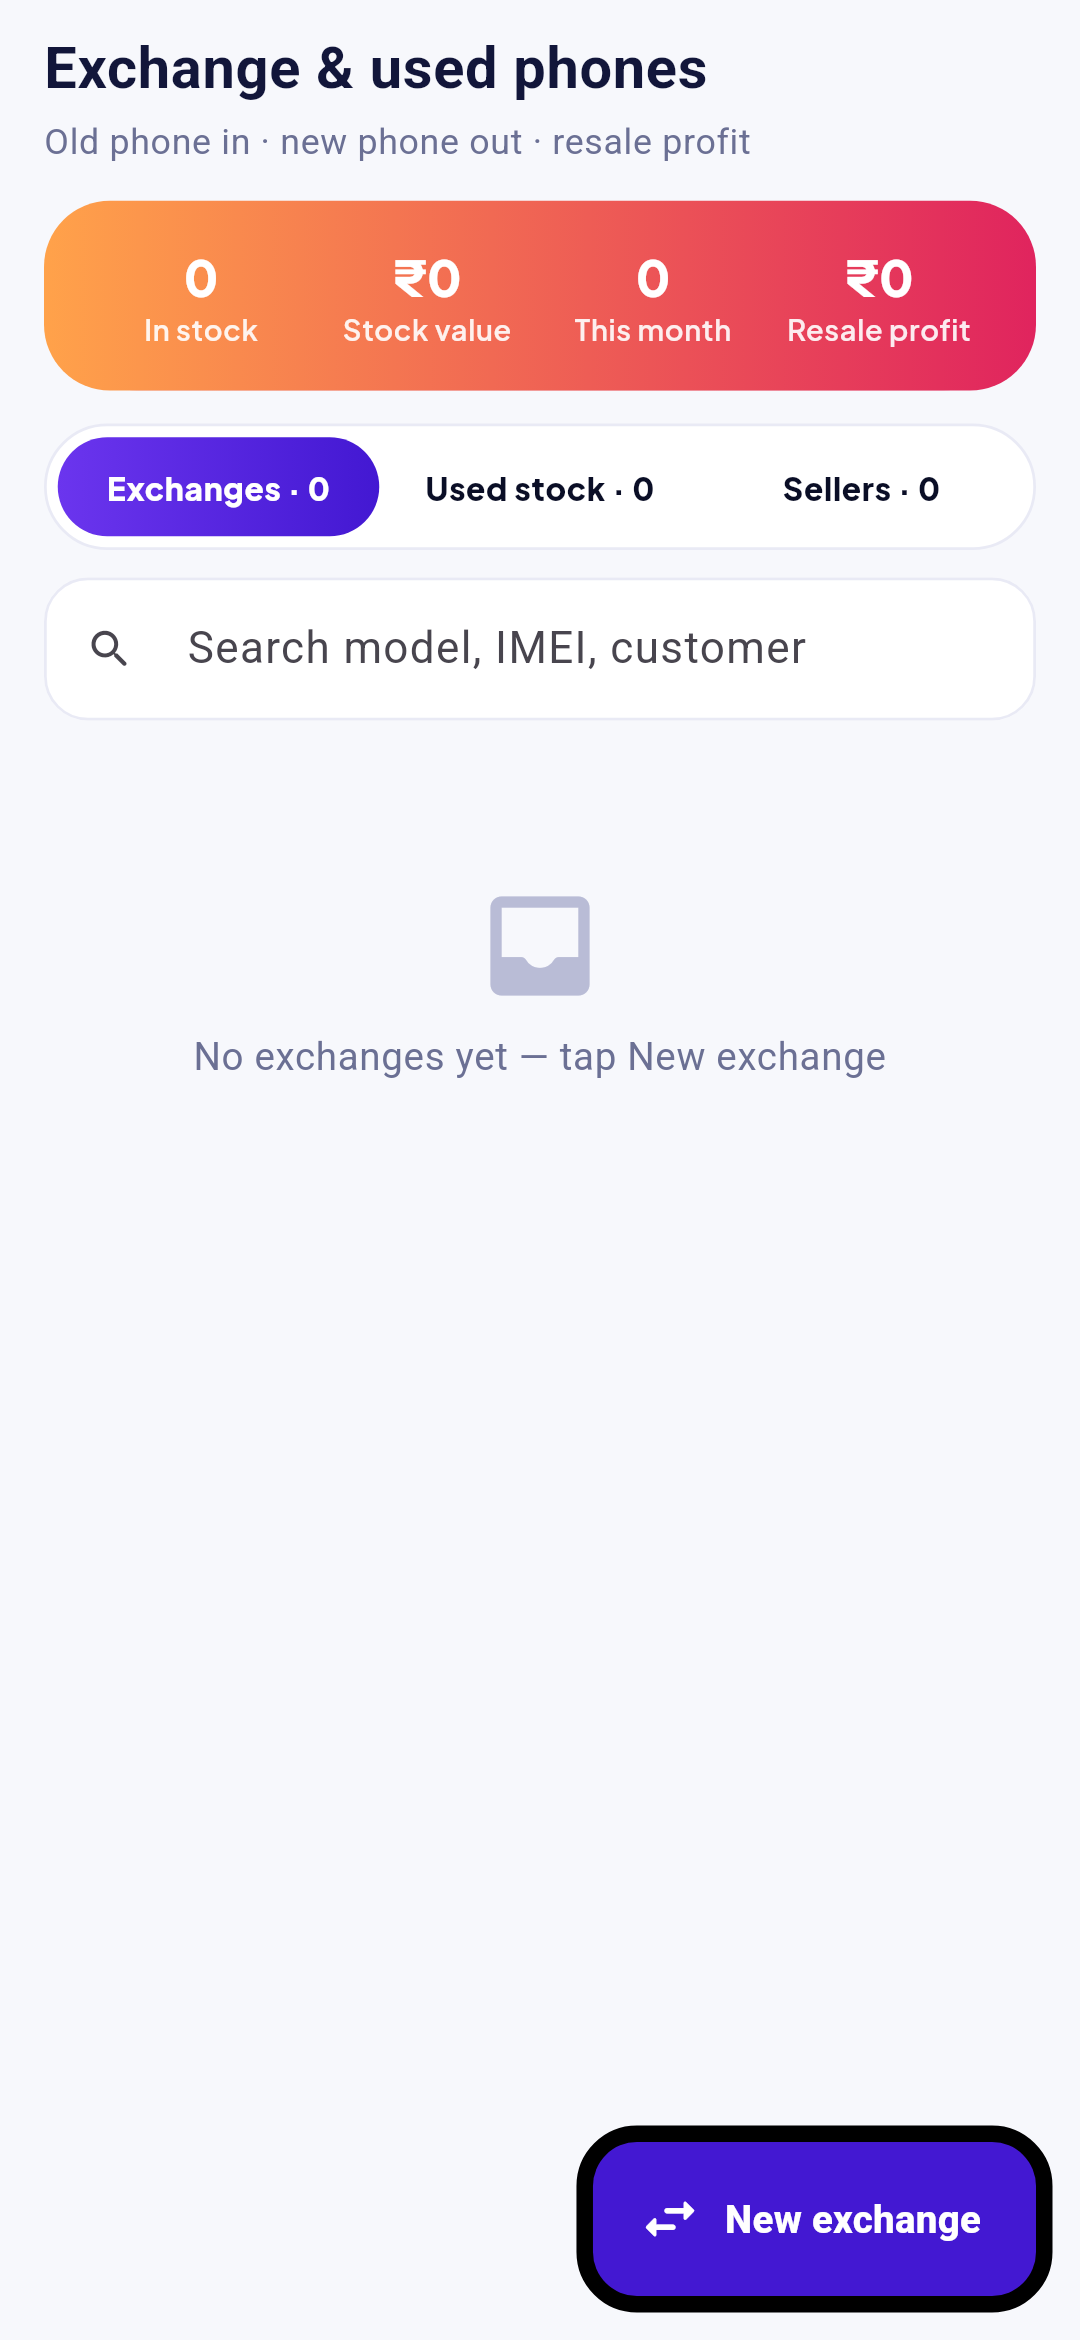 Exchange & used phones
Old phone in · new phone out · resale profit
0 ₹0 0 ₹0
In stock Stock value This month Resale profit
Exchanges · 0 Used stock · 0 Sellers · 0
Search model, IMEI, customer
No exchanges yet — tap New exchange
New exchange